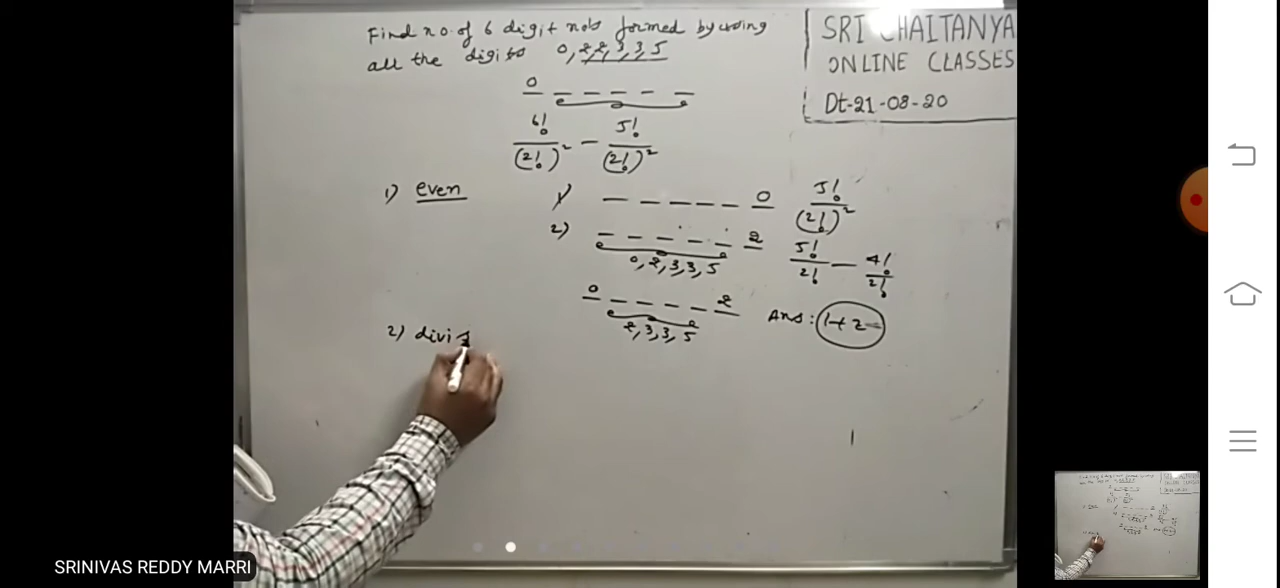 Find no. of 6 digit no's formed by using
all the digits 0, 2, 2, 3, 3, 5
SRI CHAITANYA
ONLINE CLASSES
Dt-21-08-20
0 _ _ _ _ _
6!/(2!)² - 5!/(2!)²
1) even
1) _ _ _ _ _ 0 5!/(2!)²
2) _ _ _ _ _ 2 5!/2! - 4!/2!
0, 2, 3, 3, 5
0 _ _ _ _ 2
2, 3, 3, 5
Ans: 1+2=
2) divis
SRINIVAS REDDY MARRI